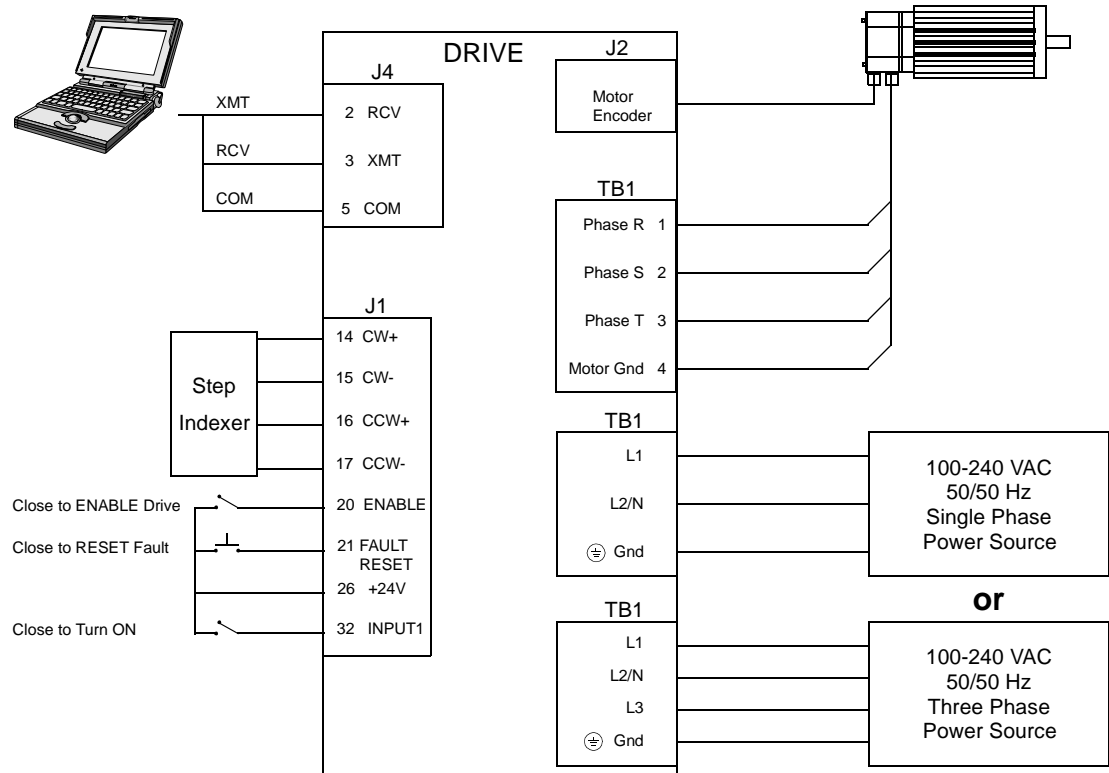 DRIVE
J4
XMT
2 RCV
RCV
3 XMT
COM
5 COM
J1
Step
Indexer
14 CW+
15 CW-
16 CCW+
17 CCW-
Close to ENABLE Drive
20 ENABLE
Close to RESET Fault
21 FAULT
RESET
26 +24V
Close to Turn ON
32 INPUT1
J2
Motor
Encoder
TB1
Phase R 1
Phase S 2
Phase T 3
Motor Gnd 4
TB1
L1
L2/N
Gnd
100-240 VAC
50/50 Hz
Single Phase
Power Source
or
TB1
L1
L2/N
L3
Gnd
100-240 VAC
50/50 Hz
Three Phase
Power Source